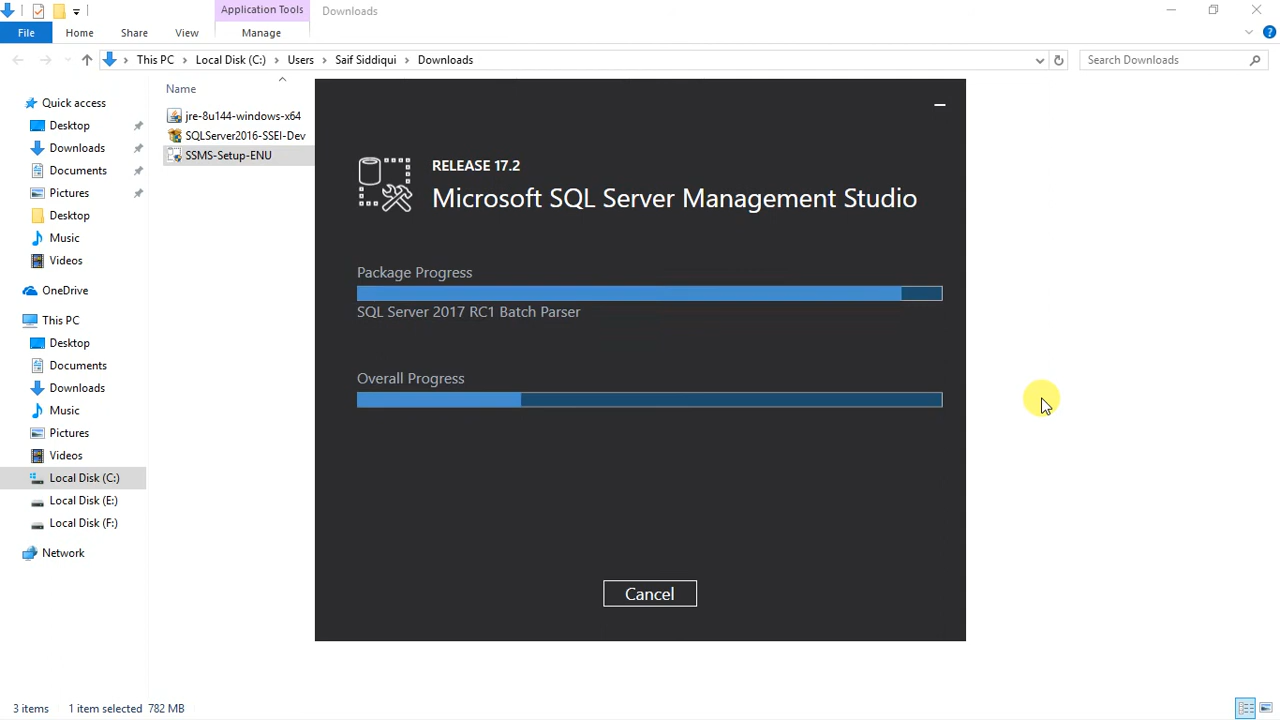 Application Tools
Downloads
File
Home
Share
View
Manage
This PC
Local Disk (C:)
Users
Saif Siddiqui
Downloads
Search Downloads
Quick access
Desktop
Downloads
Documents
Pictures
Desktop
Music
Videos
OneDrive
This PC
Desktop
Documents
Downloads
Music
Pictures
Videos
Local Disk (C:)
Local Disk (E:)
Local Disk (F:)
Network
Name
jre-8u144-windows-x64
SQLServer2016-SSEI-Dev
SSMS-Setup-ENU
RELEASE 17.2
Microsoft SQL Server Management Studio
Package Progress
SQL Server 2017 RC1 Batch Parser
Overall Progress
Cancel
3 items
1 item selected 782 MB